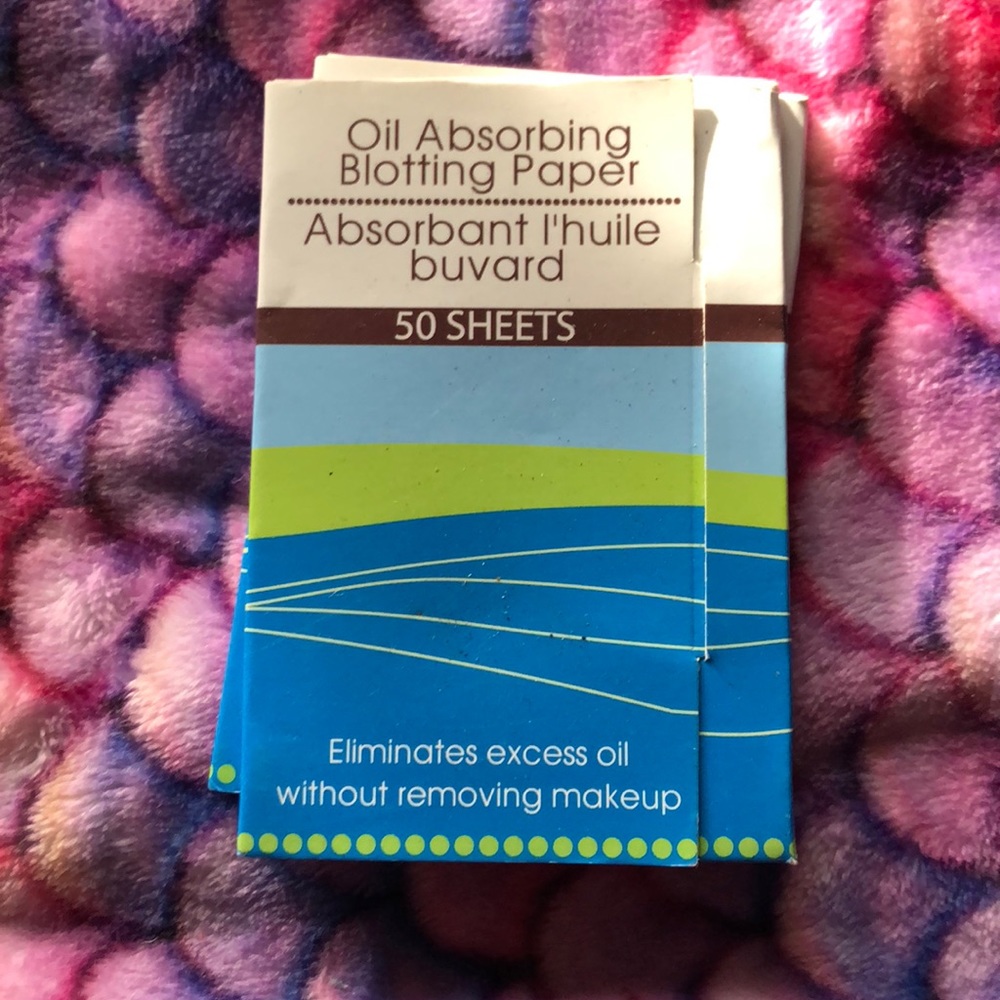 Oil Absorbing
Blotting Paper
Absorbant l'huile
buvard
50 SHEETS
Eliminates excess oil
without removing makeup